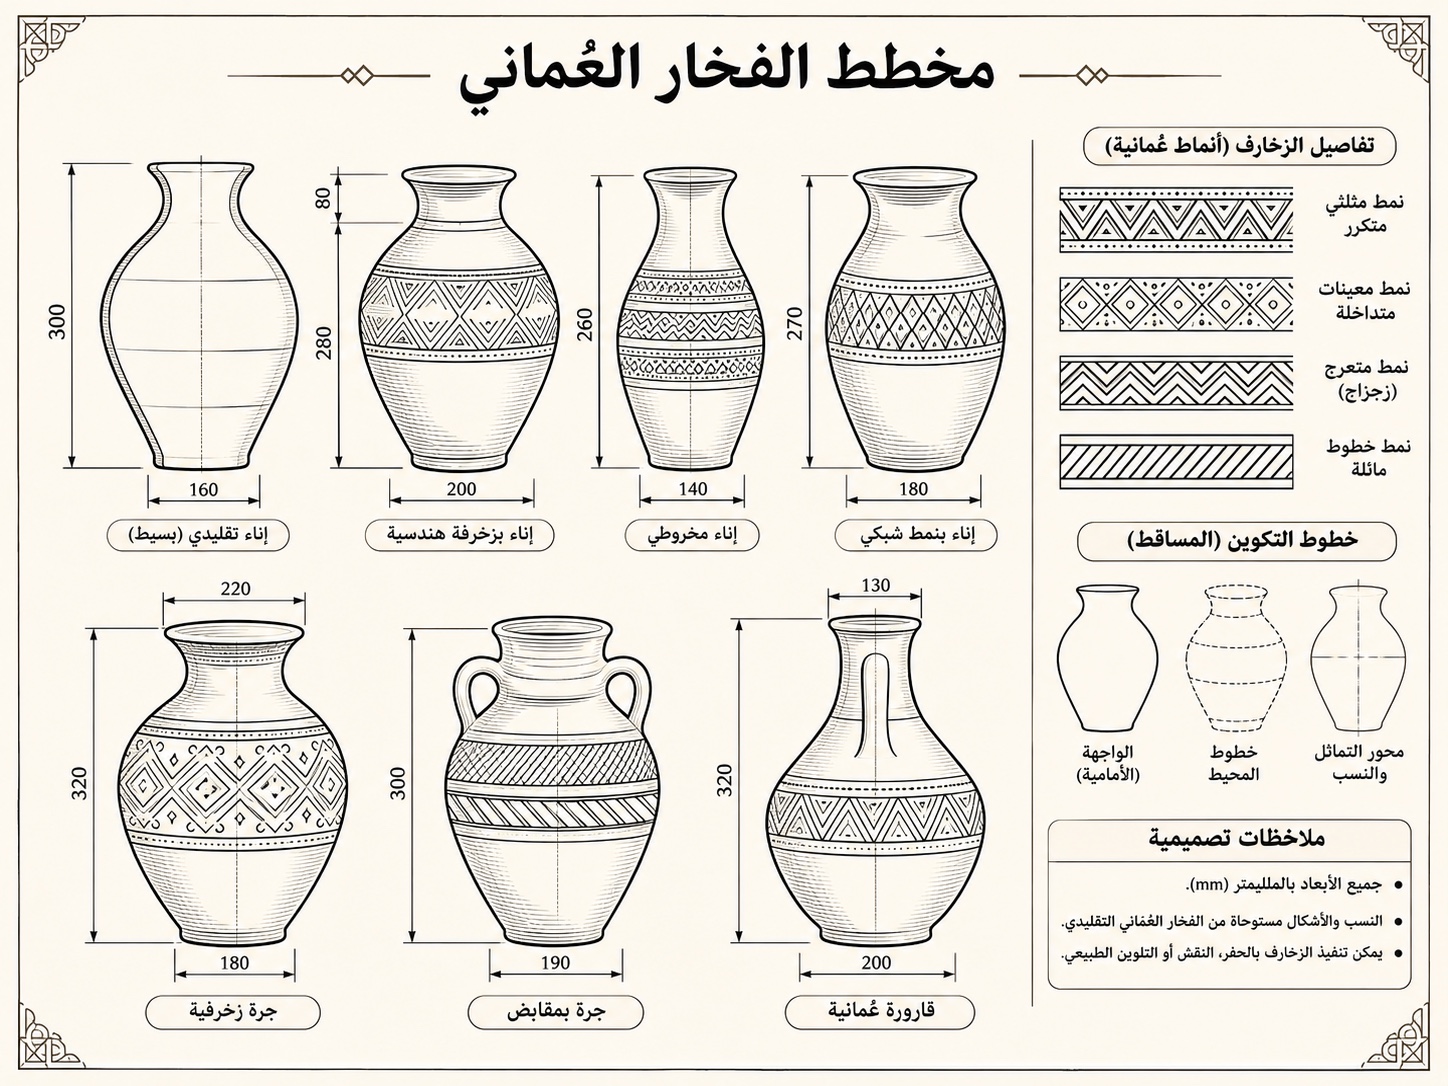 مخطط الفخار العُماني
تفاصيل الزخارف (أنماط عُمانية)
نمط مثلثي
متكرر
نمط معينات
متداخلة
نمط متعرج
(زجزاج)
نمط خطوط
مائلة
خطوط التكوين (المساقط)
محور التماثل
والنسب
خطوط
المحيط
الواجهة
(الأمامية)
ملاخظات تصميمية
● جميع الأبعاد بالملليمتر (mm).
● النسب والأشكال مستوحاة من الفخار العُمَاني التقليدي.
● يمكن تنفيذ الزخارف بالحفر، النقش أو التلوين الطبيعي.
270
180
إناء بنمط شبكي
260
140
إناء مخروطي
80
280
200
إناء بزخرفة هندسية
300
160
إناء تقليدي (بسيط)
130
320
200
قارورة عُمانية
300
190
جرة بمقابض
220
320
180
جرة زخرفية